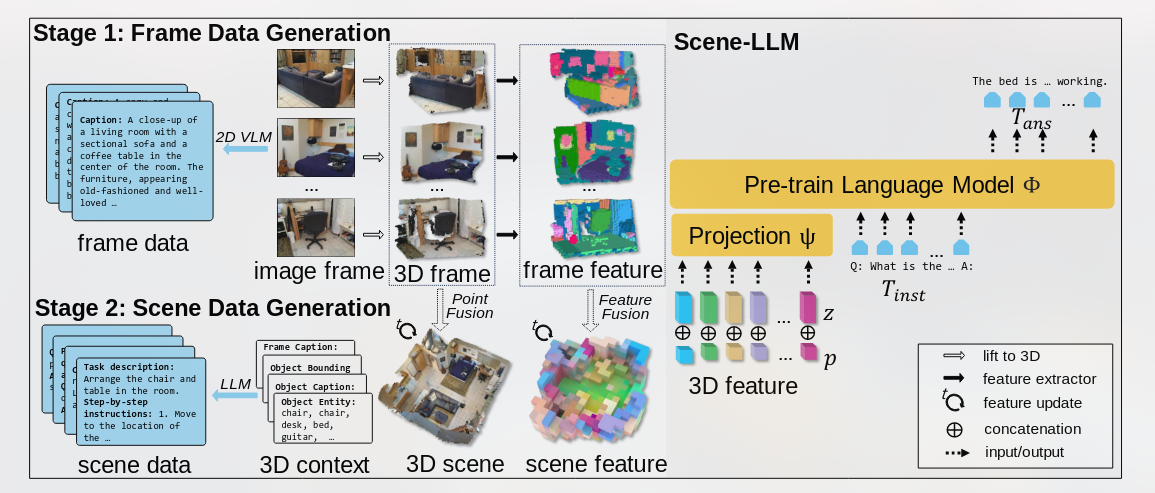 Stage 1: Frame Data Generation
Caption: A close-up of
a living room with a
sectional sofa and a
coffee table in the
center of the room. The
furniture, appearing
old-fashioned and well-
loved …
frame data
2D VLM
...
image frame
...
3D frame
...
frame feature
Point
Fusion
Feature
Fusion
Stage 2: Scene Data Generation
Task description:
Arrange the chair and
table in the room.
Step-by-step
instructions: 1. Move
to the location of
the …
scene data
LLM
Frame Caption:
Object Bounding
Object Caption:
Object Entity:
chair, chair,
desk, bed,
guitar, …
3D context
t
3D scene
t
scene feature
Scene-LLM
The bed is … working.
...
T_ans
Pre-train Language Model Φ
Projection ψ
...
Q: What is the … A:
T_inst
... z
... p
3D feature
lift to 3D
feature extractor
t feature update
concatenation
input/output